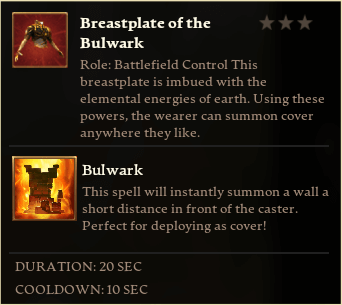 Breastplate of the
Bulwark
Role: Battlefield Control This
breastplate is imbued with the
elemental energies of earth. Using these
powers, the wearer can summon cover
anywhere they like.
Bulwark
This spell will instantly summon a wall a
short distance in front of the caster.
Perfect for deploying as cover!
DURATION: 20 SEC
COOLDOWN: 10 SEC